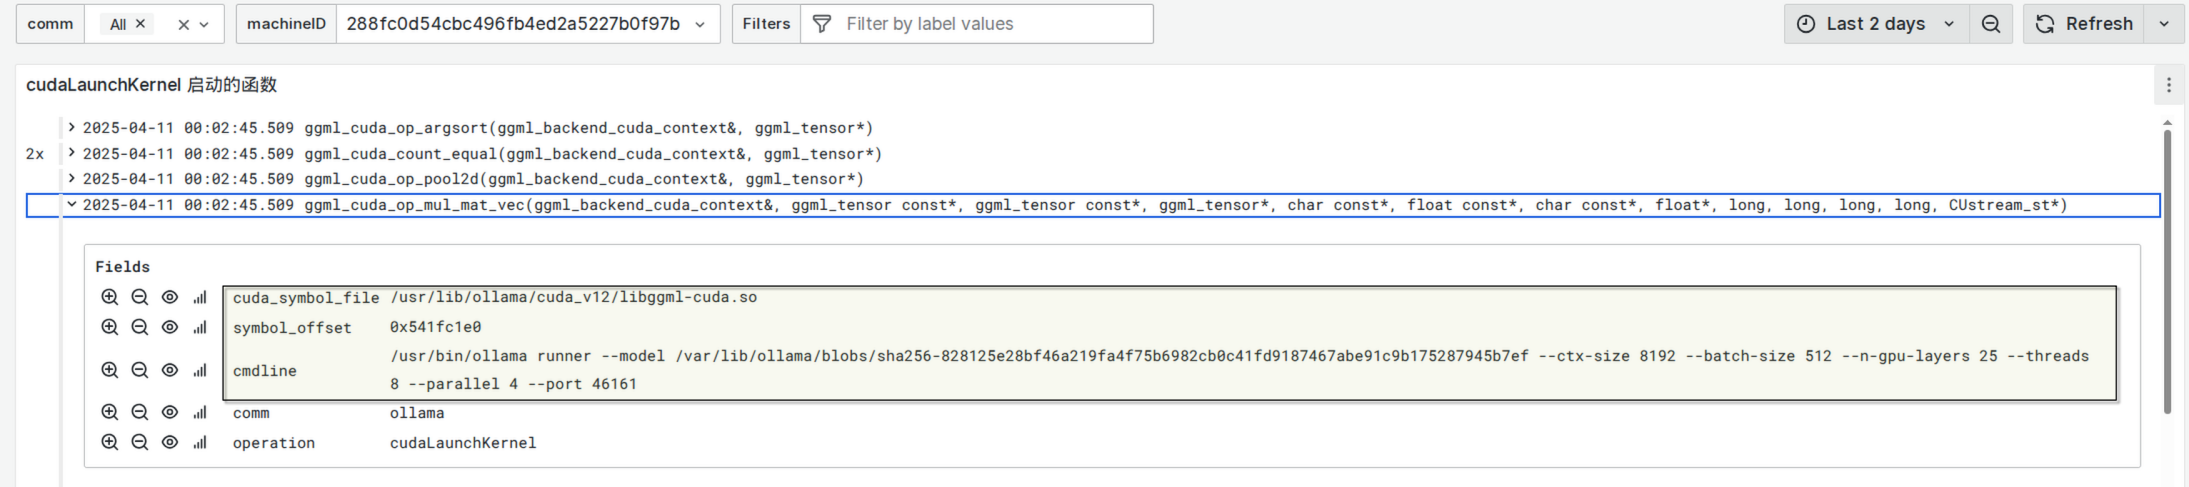 comm All × × machineID 288fc0d54cbc496fb4ed2a5227b0f97b Filters Filter by label values Last 2 days Refresh
cudaLaunchKernel 启动的函数
2025-04-11 00:02:45.509 ggml_cuda_op_argsort(ggml_backend_cuda_context&, ggml_tensor*)
2x 2025-04-11 00:02:45.509 ggml_cuda_count_equal(ggml_backend_cuda_context&, ggml_tensor*)
2025-04-11 00:02:45.509 ggml_cuda_op_pool2d(ggml_backend_cuda_context&, ggml_tensor*)
2025-04-11 00:02:45.509 ggml_cuda_op_mul_mat_vec(ggml_backend_cuda_context&, ggml_tensor const*, ggml_tensor const*, ggml_tensor*, char const*, float const*, char const*, float*, long, long, long, long, CUstream_st*)
Fields
cuda_symbol_file /usr/lib/ollama/cuda_v12/libggml-cuda.so
symbol_offset 0x541fc1e0
cmdline /usr/bin/ollama runner --model /var/lib/ollama/blobs/sha256-828125e28bf46a219fa4f75b6982cb0c41fd9187467abe91c9b175287945b7ef --ctx-size 8192 --batch-size 512 --n-gpu-layers 25 --threads
8 --parallel 4 --port 46161
comm ollama
operation cudaLaunchKernel